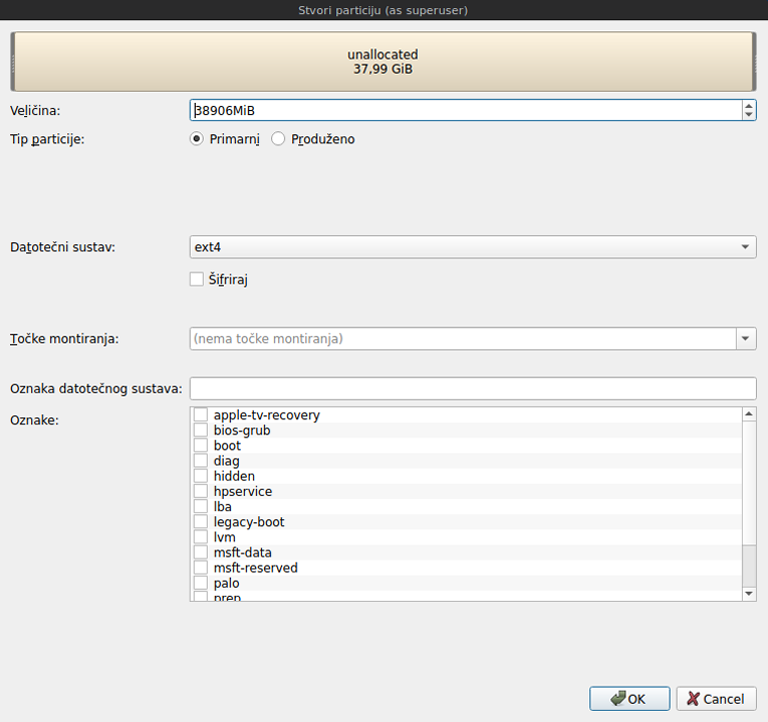 Stvori particiju (as superuser)
unallocated
37,99 GiB
Veličina: 38906MiB
Tip particije: Primarni Produženo
Datotečni sustav: ext4
Šifriraj
Točke montiranja: (nema točke montiranja)
Oznaka datotečnog sustava:
Oznake:
apple-tv-recovery
bios-grub
boot
diag
hidden
hpservice
lba
legacy-boot
lvm
msft-data
msft-reserved
palo
prep
OK Cancel